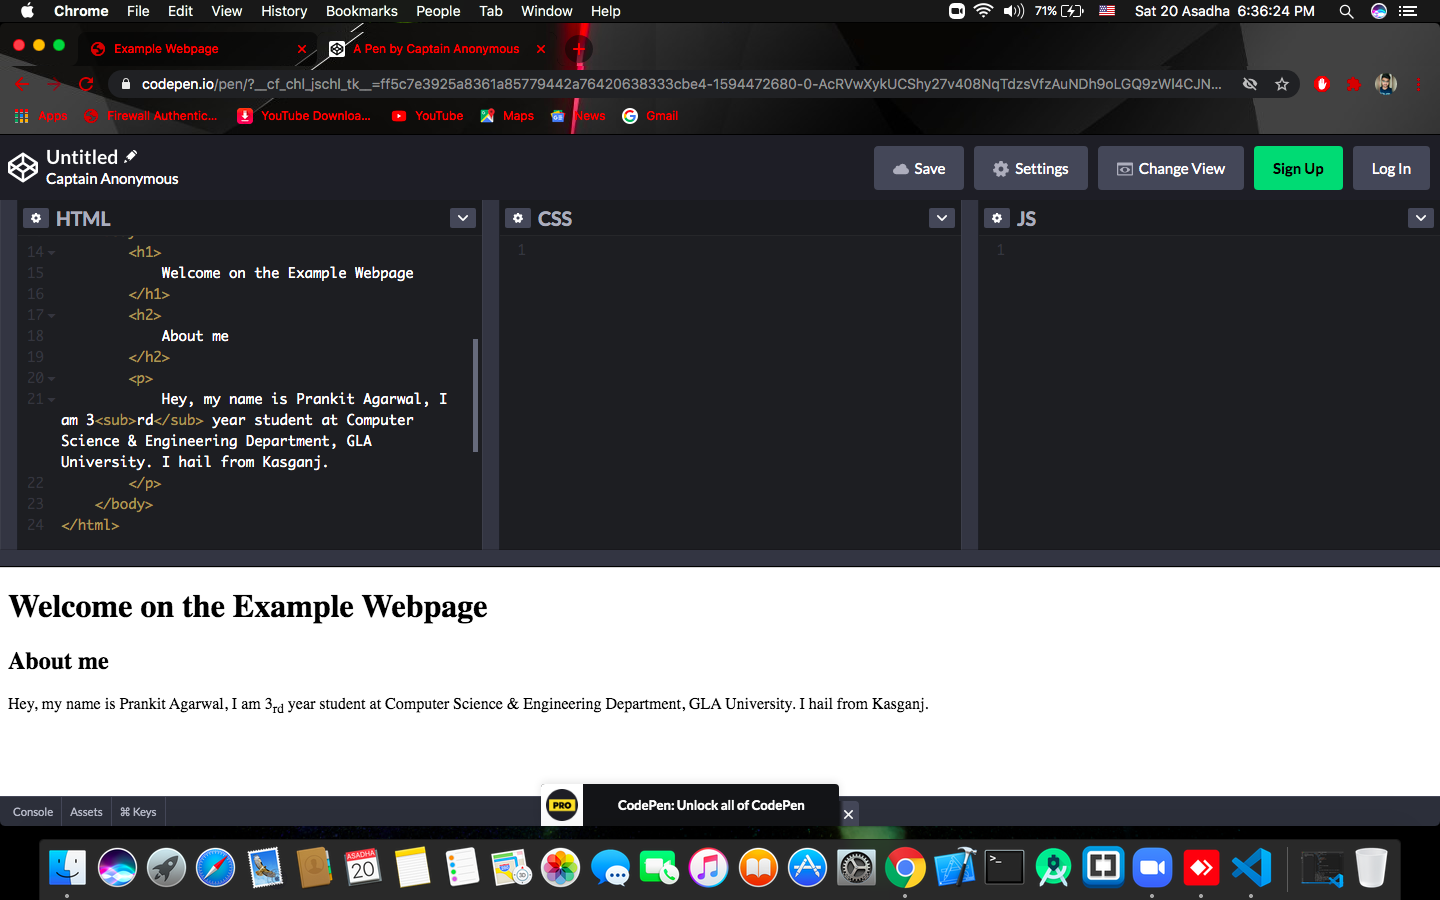 Chrome File Edit View History Bookmarks People Tab Window Help 71% Sat 20 Asadha 6:36:24 PM
Example Webpage A Pen by Captain Anonymous
codepen.io/pen/?__cf_chl_jschl_tk__=ff5c7e3925a8361a85779442a76420638333cbe4-1594472680-0-AcRVwXykUCShy27v408NqTdzsVfzAuNDh9oLGQ9zWI4CJN...
Apps Firewall Authentic... YouTube Downloa... YouTube Maps News Gmail
Untitled
Captain Anonymous
Save Settings Change View Sign Up Log In
HTML CSS JS
14 <h1>
15 Welcome on the Example Webpage
16 </h1>
17 <h2>
18 About me
19 </h2>
20 <p>
21 Hey, my name is Prankit Agarwal, I
am 3<sub>rd</sub> year student at Computer
Science & Engineering Department, GLA
University. I hail from Kasganj.
22 </p>
23 </body>
24 </html>
1
1
Welcome on the Example Webpage
About me
Hey, my name is Prankit Agarwal, I am 3rd year student at Computer Science & Engineering Department, GLA University. I hail from Kasganj.
Console Assets ⌘ Keys
PRO CodePen: Unlock all of CodePen
ASADHA
20